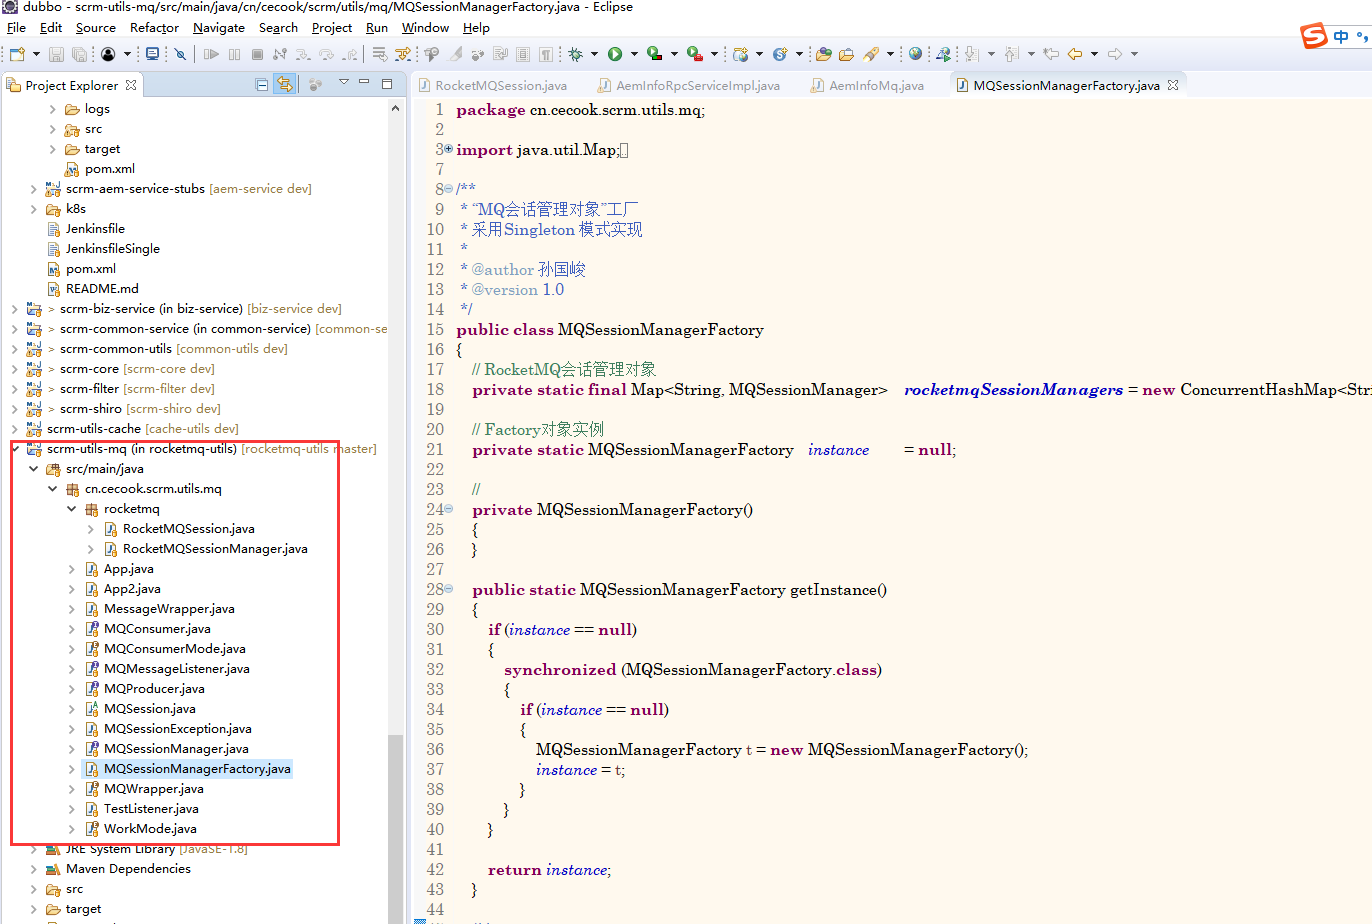 dubbo - scrm-utils-mq/src/main/java/cn/cecook/scrm/utils/mq/MQSessionManagerFactory.java - Eclipse
File Edit Source Refactor Navigate Search Project Run Window Help
中
Project Explorer
logs
src
target
pom.xml
scrm-aem-service-stubs [aem-service dev]
k8s
Jenkinsfile
JenkinsfileSingle
pom.xml
README.md
> scrm-biz-service (in biz-service) [biz-service dev]
> scrm-common-service (in common-service) [common-se
> scrm-common-utils [common-utils dev]
> scrm-core [scrm-core dev]
> scrm-filter [scrm-filter dev]
> scrm-shiro [scrm-shiro dev]
scrm-utils-cache [cache-utils dev]
scrm-utils-mq (in rocketmq-utils) [rocketmq-utils master]
src/main/java
cn.cecook.scrm.utils.mq
rocketmq
RocketMQSession.java
RocketMQSessionManager.java
App.java
App2.java
MessageWrapper.java
MQConsumer.java
MQConsumerMode.java
MQMessageListener.java
MQProducer.java
MQSession.java
MQSessionException.java
MQSessionManager.java
MQSessionManagerFactory.java
MQWrapper.java
TestListener.java
WorkMode.java
JRE System Library [JavaSE-1.8]
Maven Dependencies
src
target
RocketMQSession.java AemInfoRpcServiceImpl.java AemInfoMq.java MQSessionManagerFactory.java
1 package cn.cecook.scrm.utils.mq;
2
3 import java.util.Map;
7
8 /**
9 * “MQ会话管理对象”工厂
10 * 采用Singleton 模式实现
11 *
12 * @author 孙国峻
13 * @version 1.0
14 */
15 public class MQSessionManagerFactory
16 {
17 // RocketMQ会话管理对象
18 private static final Map<String, MQSessionManager> rocketmqSessionManagers = new ConcurrentHashMap<Stri
19
20 // Factory对象实例
21 private static MQSessionManagerFactory instance = null;
22
23 //
24 private MQSessionManagerFactory()
25 {
26 }
27
28 public static MQSessionManagerFactory getInstance()
29 {
30 if (instance == null)
31 {
32 synchronized (MQSessionManagerFactory.class)
33 {
34 if (instance == null)
35 {
36 MQSessionManagerFactory t = new MQSessionManagerFactory();
37 instance = t;
38 }
39 }
40 }
41
42 return instance;
43 }
44